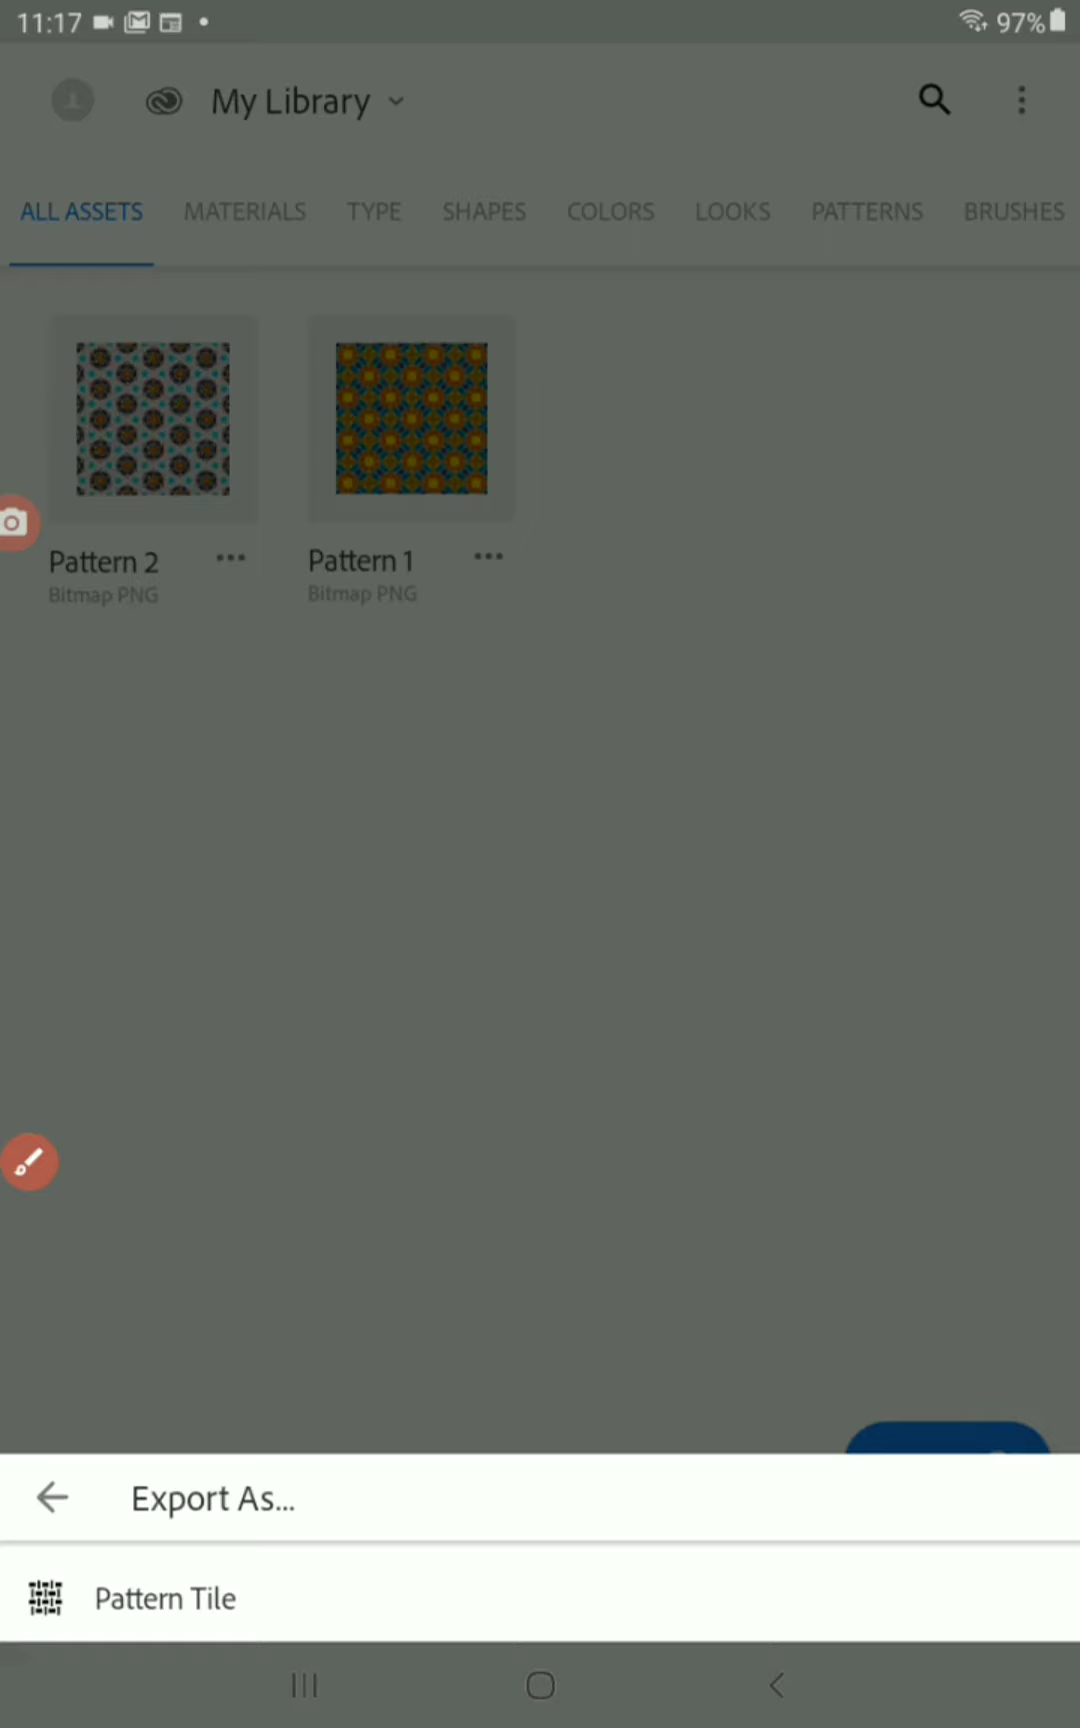 11:17 97%
My Library
ALL ASSETS MATERIALS TYPE SHAPES COLORS LOOKS PATTERNS BRUSHES
Pattern 2 Pattern 1
Bitmap PNG Bitmap PNG
Export As...
Pattern Tile